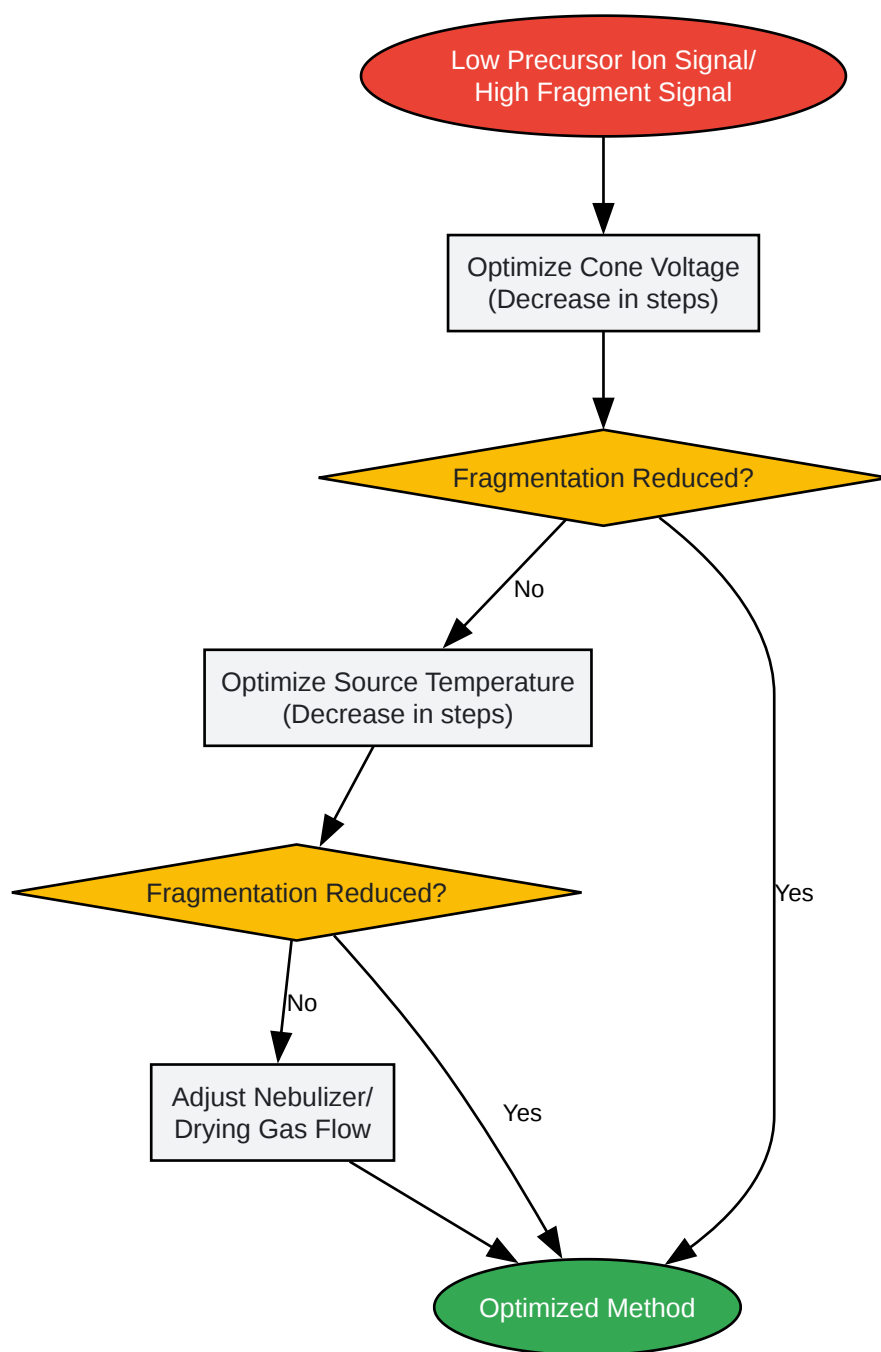 Low Precursor Ion Signal/
High Fragment Signal
Optimize Cone Voltage
(Decrease in steps)
Fragmentation Reduced?
No
Optimize Source Temperature
(Decrease in steps)
Fragmentation Reduced?
Yes
No
Adjust Nebulizer/
Drying Gas Flow
Yes
Optimized Method